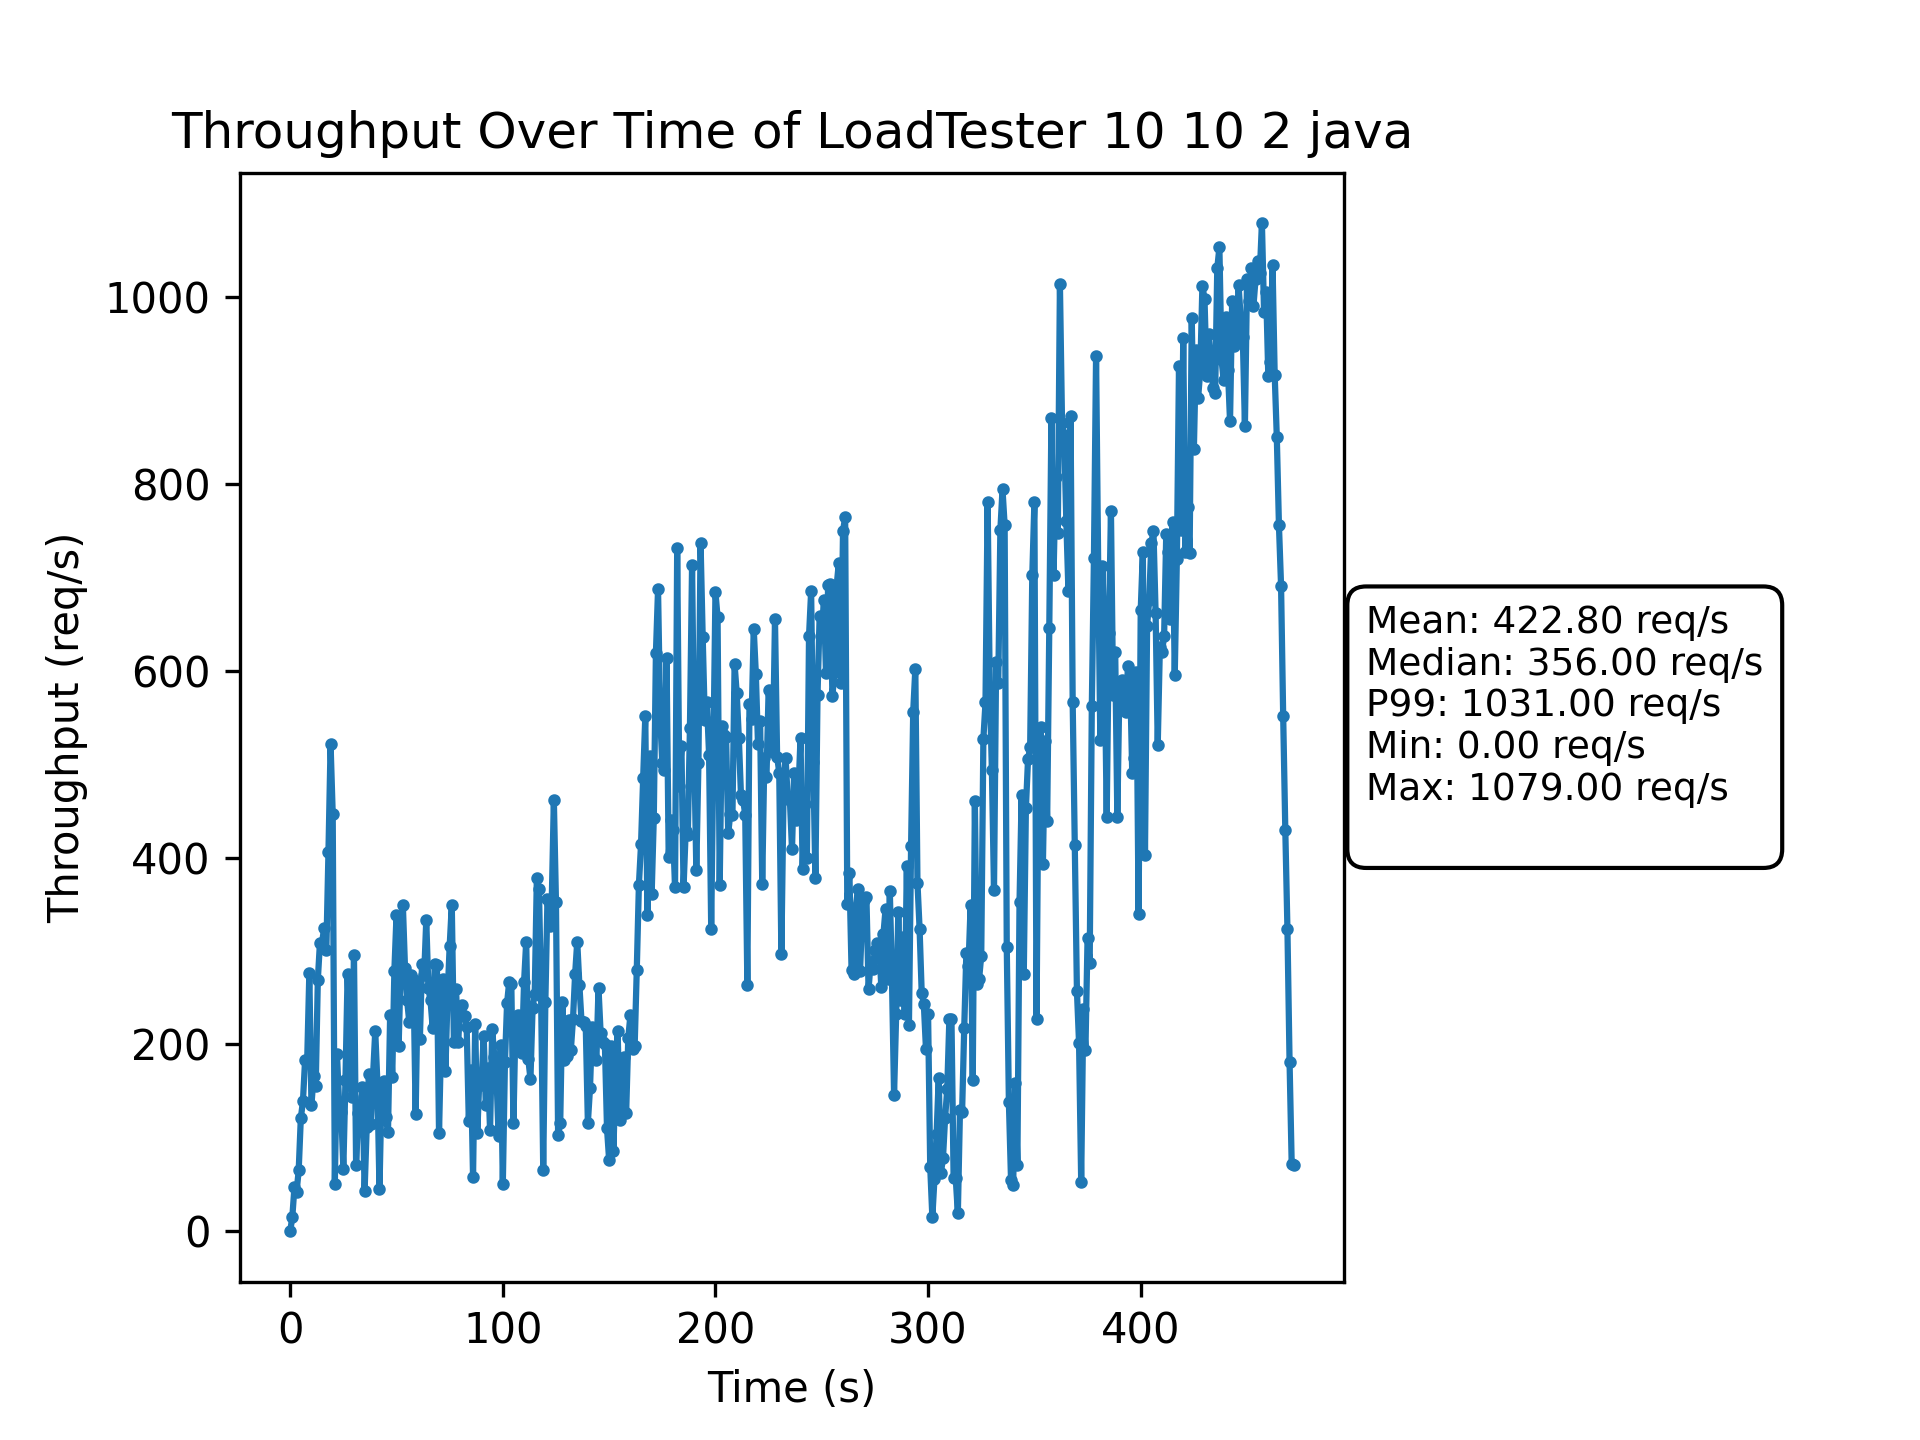 Throughput Over Time of LoadTester 10 10 2 java
Throughput (req/s)
1000
800
600
400
200
0
0 100 200 300 400
Time (s)
Mean: 422.80 req/s
Median: 356.00 req/s
P99: 1031.00 req/s
Min: 0.00 req/s
Max: 1079.00 req/s